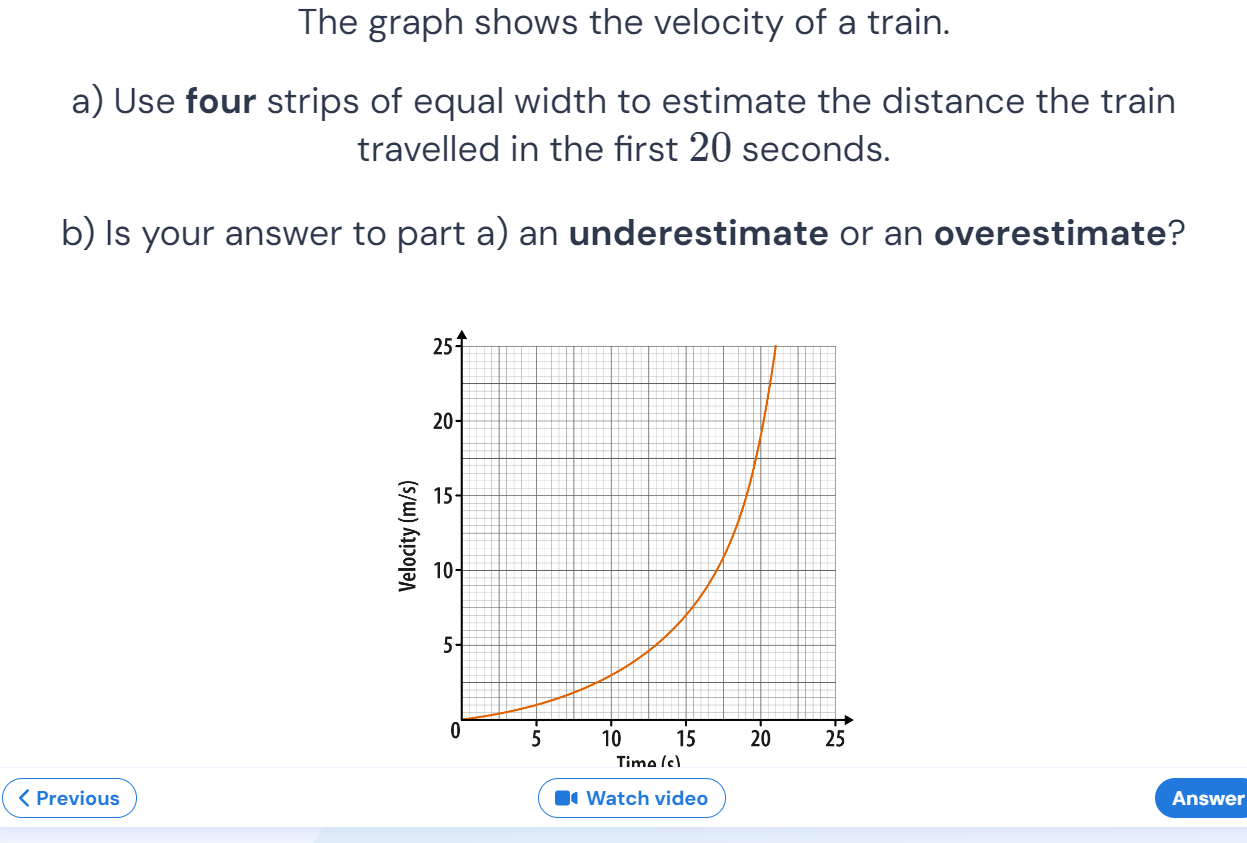 The graph shows the velocity of a train.
a) Use four strips of equal width to estimate the distance the train
travelled in the first 20 seconds.
b) Is your answer to part a) an underestimate or an overestimate?
25
20
15
10
5
0
Velocity (m/s)
5 10 15 20 25
Time (s)
Previous
Watch video
Answer